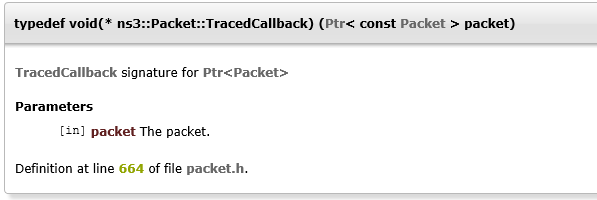 typedef void(* ns3::Packet::TracedCallback) (Ptr< const Packet > packet)
TracedCallback signature for Ptr<Packet>
Parameters
[in] packet The packet.
Definition at line 664 of file packet.h.